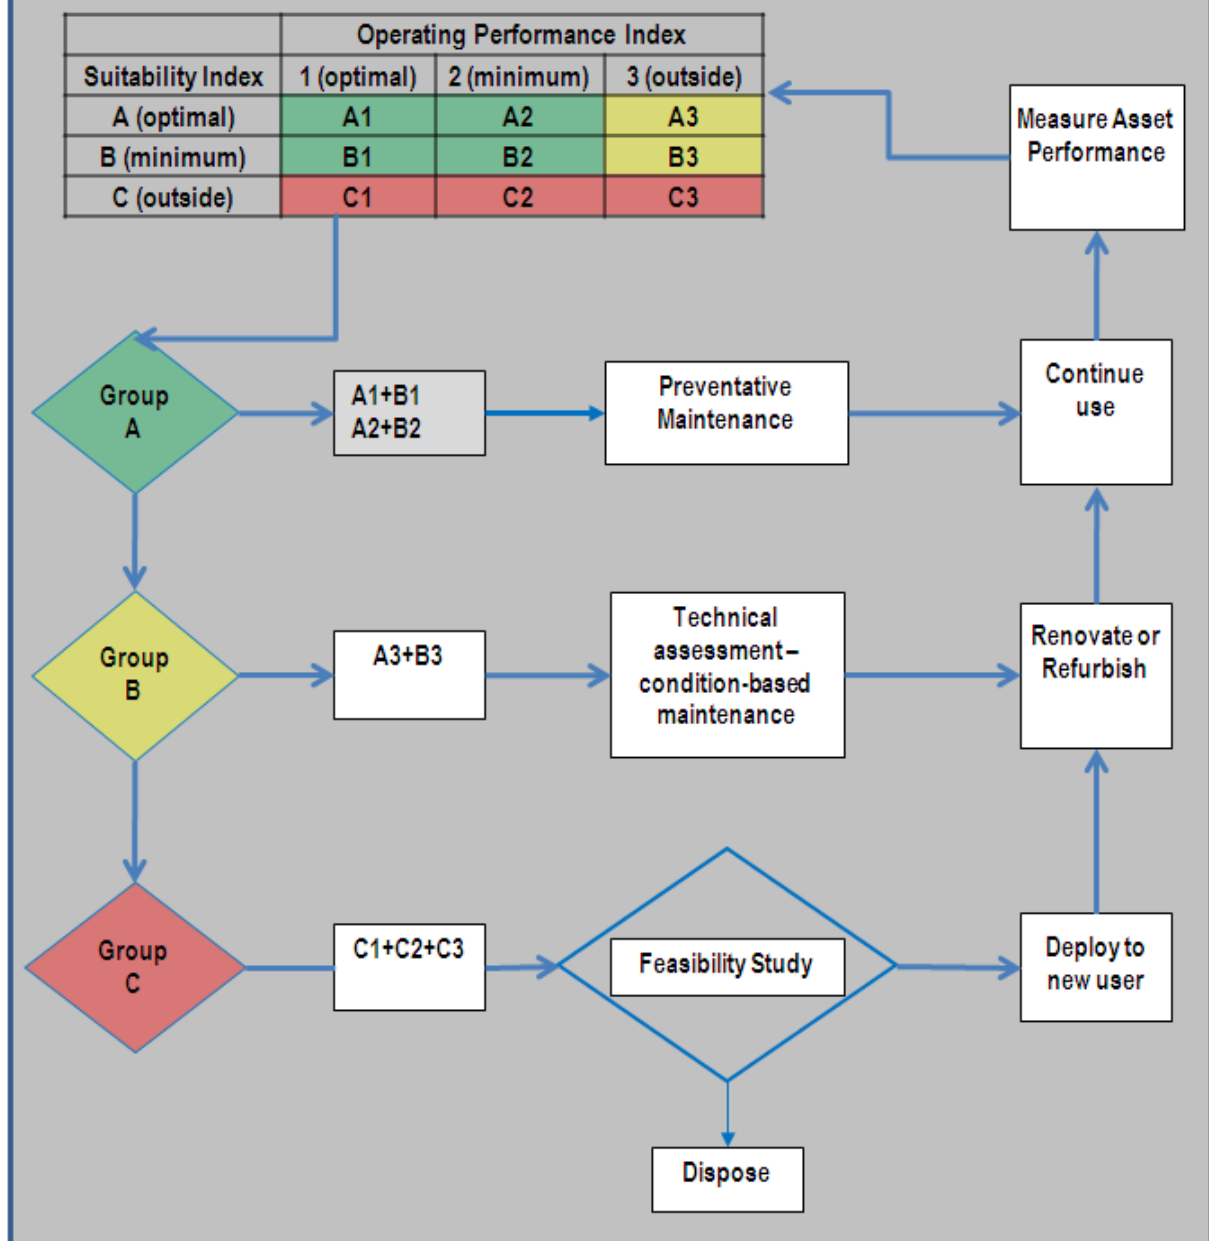 Operating Performance Index
Suitability Index 1 (optimal) 2 (minimum) 3 (outside)
A (optimal) A1 A2 A3
B (minimum) B1 B2 B3
C (outside) C1 C2 C3
Measure Asset
Performance
Group
A
A1+B1
A2+B2
Preventative
Maintenance
Continue
use
Group
B
A3+B3
Technical
assessment–
condition-based
maintenance
Renovate or
Refurbish
Group
C
C1+C2+C3
Feasibility Study
Deploy to
new user
Dispose